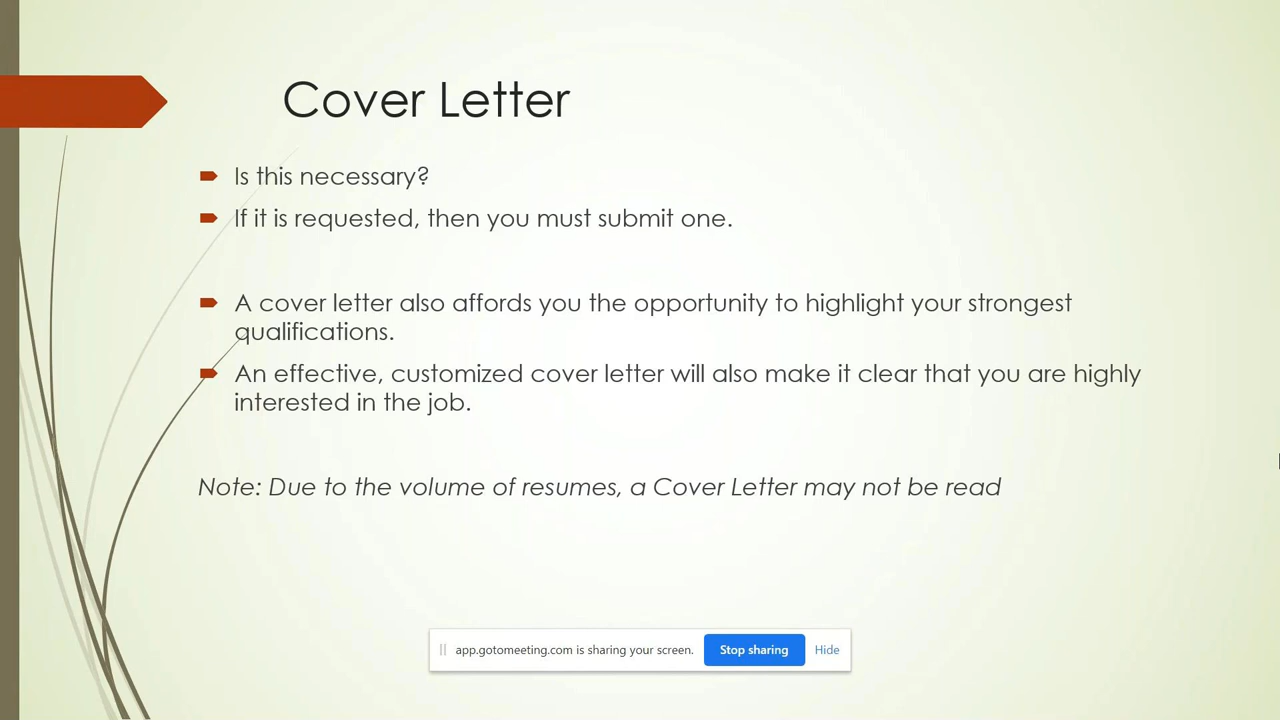 Cover Letter
Is this necessary?
If it is requested, then you must submit one.
A cover letter also affords you the opportunity to highlight your strongest
qualifications.
An effective, customized cover letter will also make it clear that you are highly
interested in the job.
Note: Due to the volume of resumes, a Cover Letter may not be read
app.gotomeeting.com is sharing your screen. Stop sharing Hide